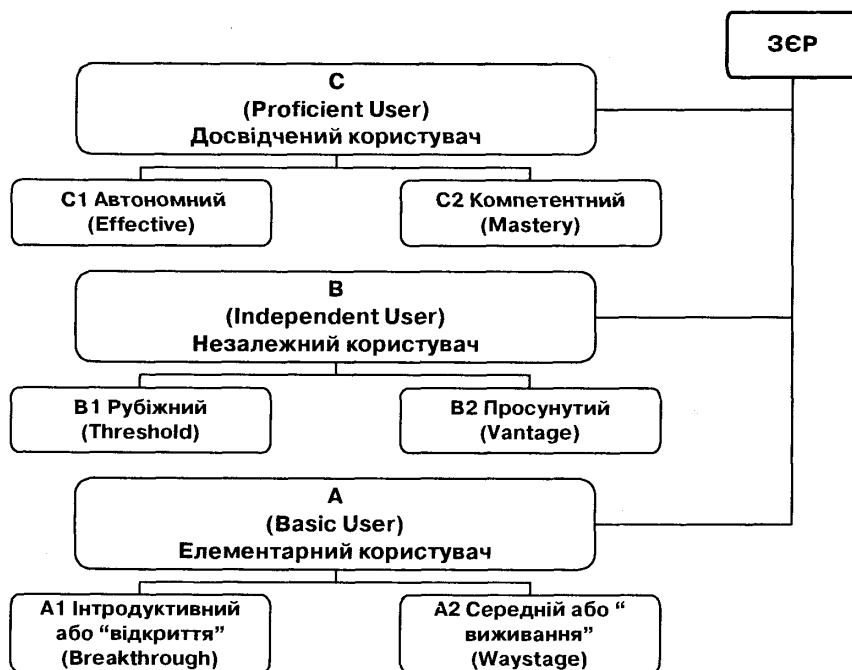 ЗЄР
C
(Proficient User)
Досвідчений користувач
C1 Автономний
(Effective)
C2 Компетентний
(Mastery)
B
(Independent User)
Незалежний користувач
B1 Рубіжний
(Threshold)
B2 Просунутий
(Vantage)
A
(Basic User)
Елементарний користувач
A1 Інтродуктивний
або “відкриття”
(Breakthrough)
A2 Середній або “
виживання”
(Waystage)